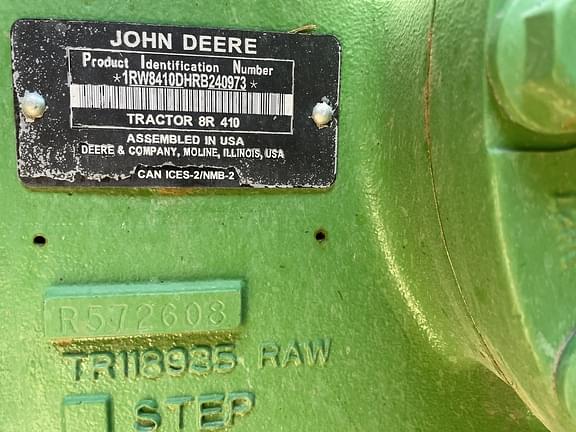 JOHN DEERE
Product Identification Number
*1RW8410DHRB240973*
TRACTOR 8R 410
ASSEMBLED IN USA
DEERE & COMPANY, MOLINE, ILLINOIS, USA
CAN ICES-2/NMB-2
R572608
TR118935 RAW
STEP